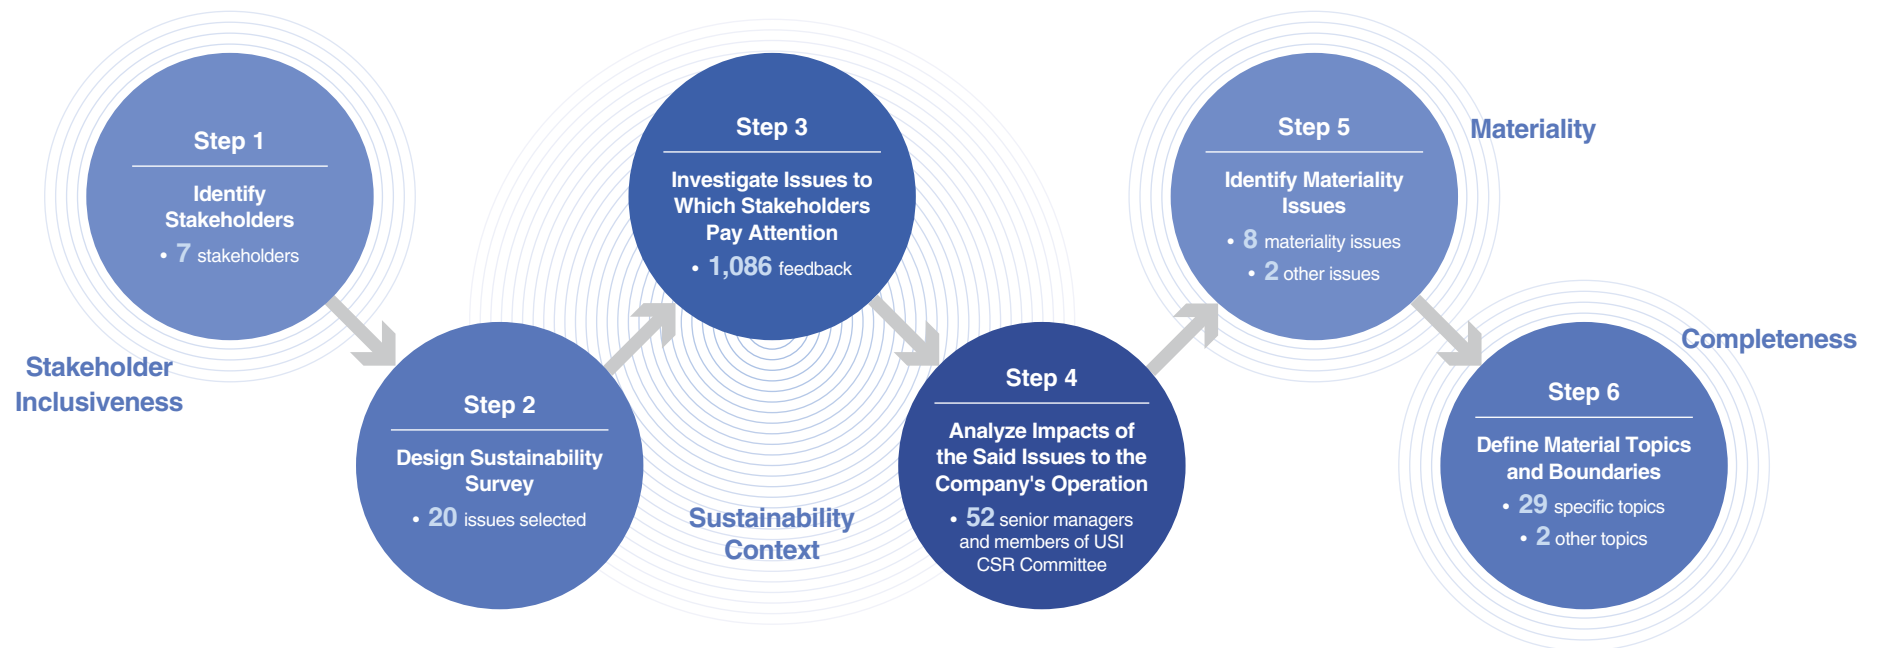 Step 1
Identify
Stakeholders
• 7 stakeholders
Stakeholder
Inclusiveness
Step 2
Design Sustainability
Survey
• 20 issues selected
Step 3
Investigate Issues to
Which Stakeholders
Pay Attention
• 1,086 feedback
Sustainability
Context
Step 4
Analyze Impacts of
the Said Issues to the
Company's Operation
• 52 senior managers
and members of USI
CSR Committee
Step 5
Identify Materiality
Issues
• 8 materiality issues
• 2 other issues
Materiality
Step 6
Define Material Topics
and Boundaries
• 29 specific topics
• 2 other topics
Completeness